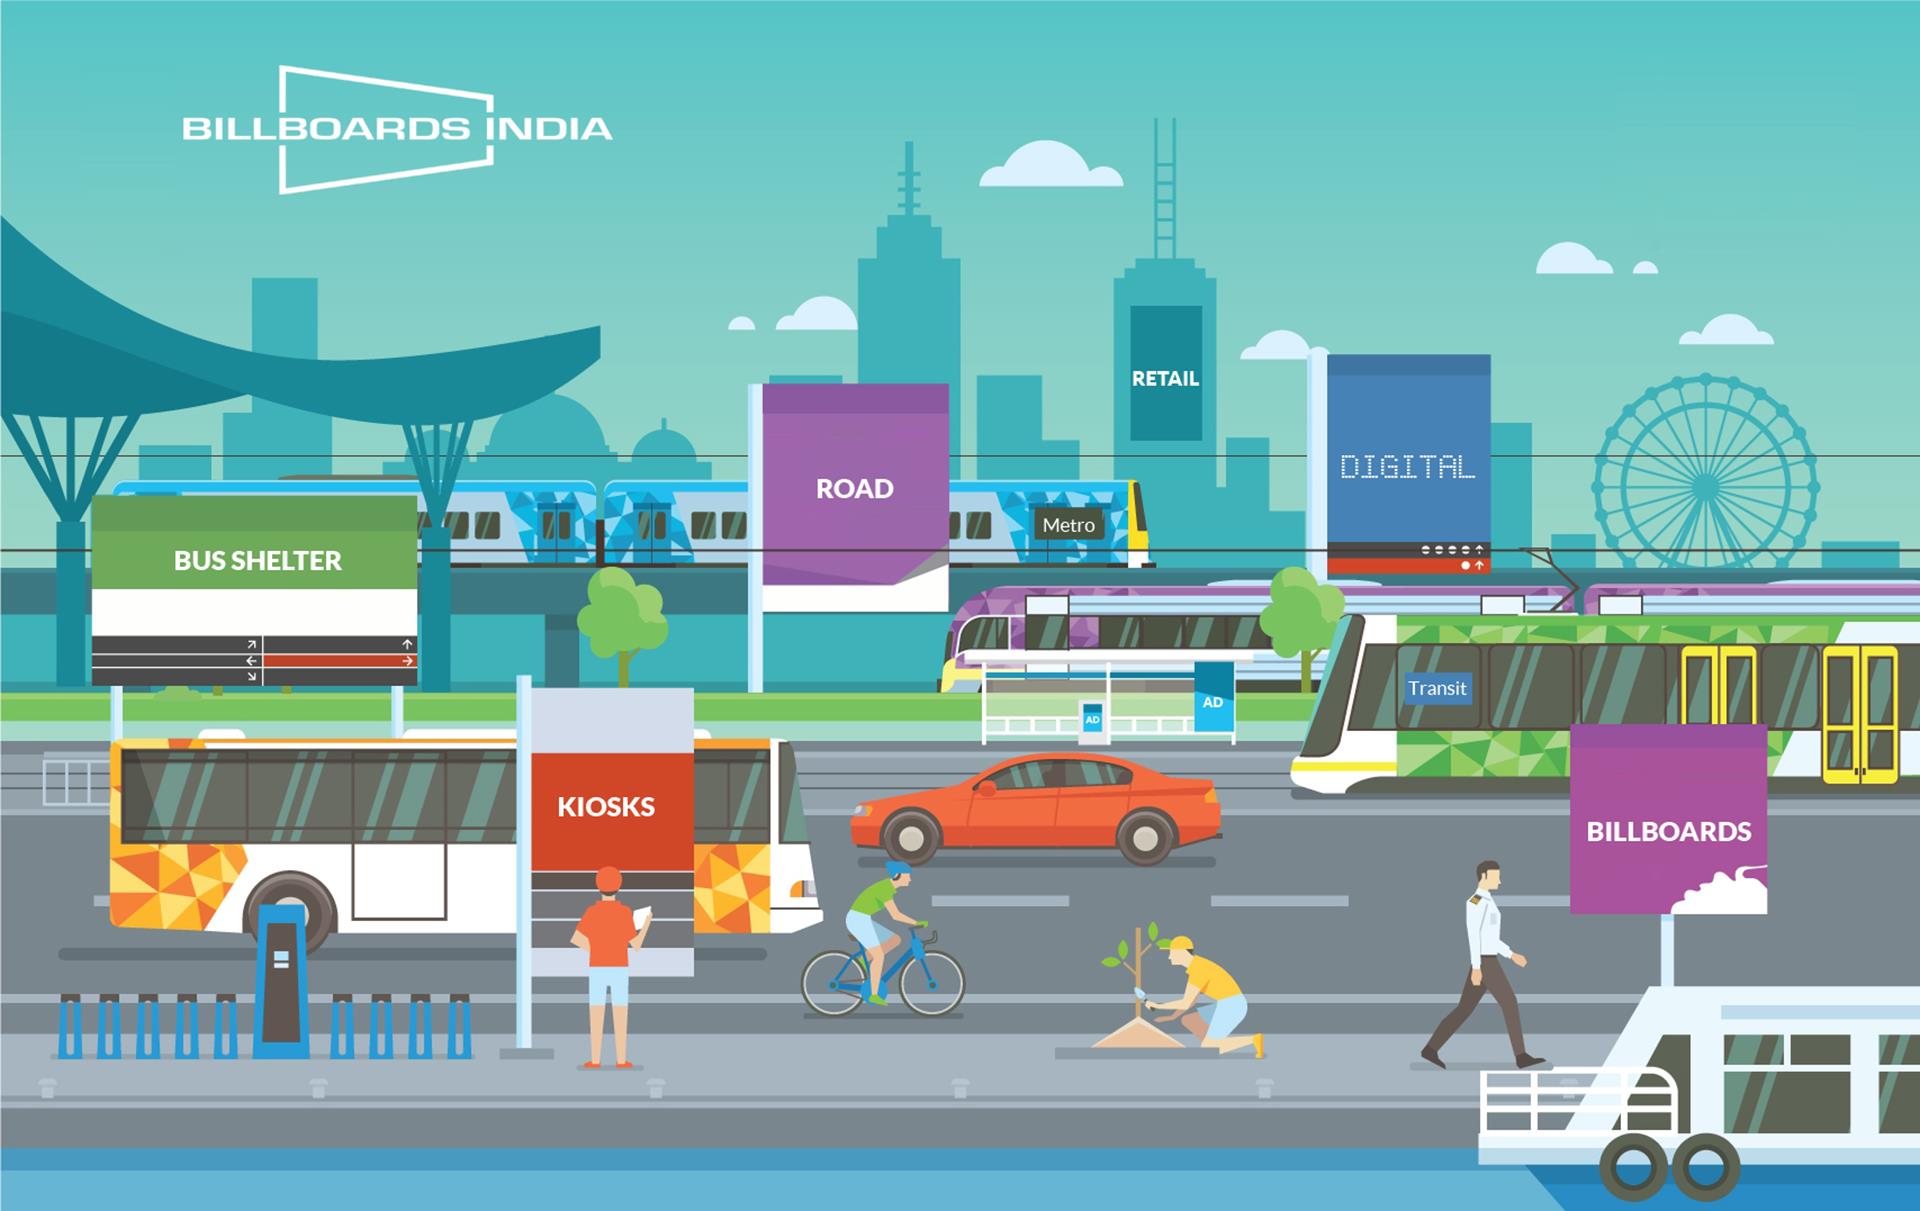 BILLBOARDS INDIA
RETAIL
DIGITAL
ROAD
Metro
BUS SHELTER
Transit
AD
AD
KIOSKS
BILLBOARDS